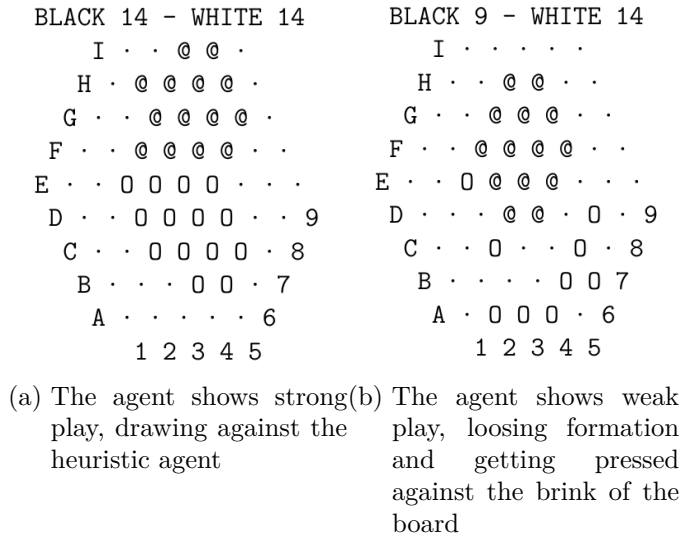 BLACK 14 - WHITE 14
I · · @ @ ·
H · @ @ @ @ ·
G · · @ @ @ @ ·
F · · @ @ @ @ · ·
E · · O O O O · · ·
D · · O O O O · · 9
C · · O O O O · 8
B · · · O O · 7
A · · · · · 6
1 2 3 4 5
(a) The agent shows strong
play, drawing against the
heuristic agent
BLACK 9 - WHITE 14
I · · · · ·
H · · @ @ · ·
G · · @ @ @ · ·
F · · @ @ @ @ · ·
E · · O @ @ @ · · ·
D · · · @ @ · O · 9
C · · O · · O · 8
B · · · · O O 7
A · O O O · 6
1 2 3 4 5
(b) The agent shows weak
play, loosing formation
and getting pressed
against the brink of the
board